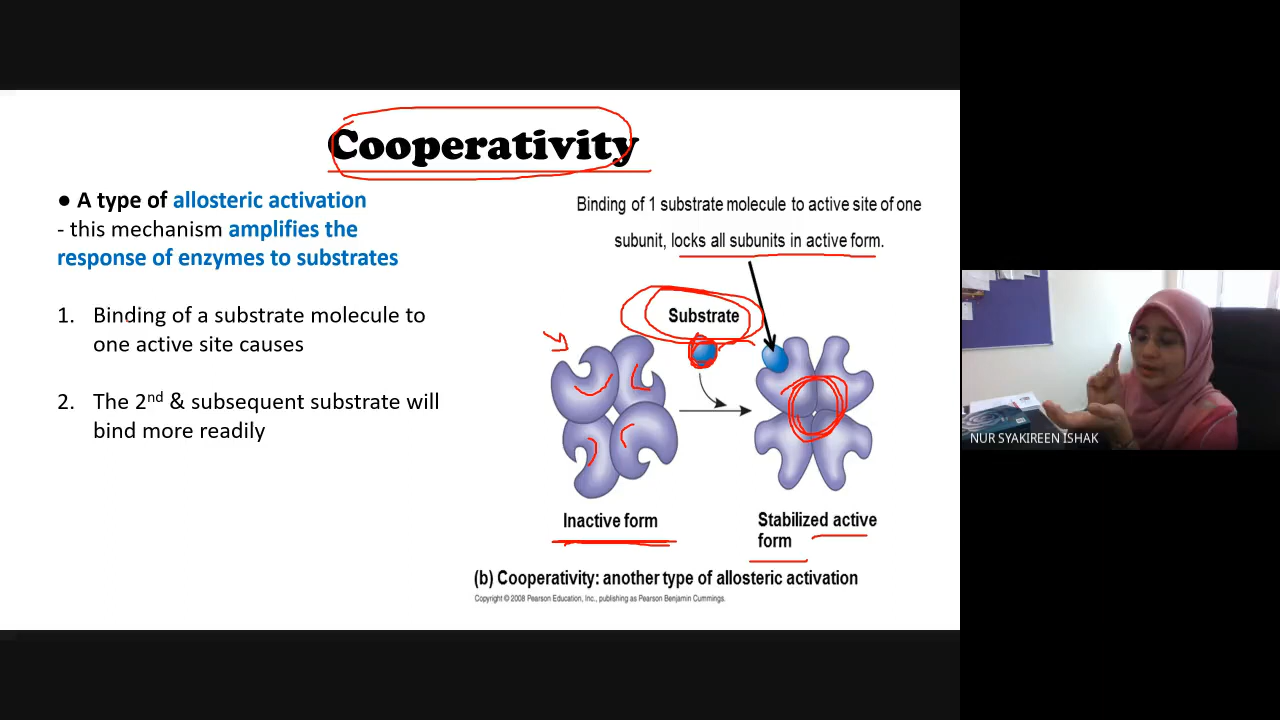 Cooperativity
● A type of allosteric activation
- this mechanism amplifies the
response of enzymes to substrates
1. Binding of a substrate molecule to
one active site causes
2. The 2nd & subsequent substrate will
bind more readily
Binding of 1 substrate molecule to active site of one
subunit, locks all subunits in active form.
Substrate
Inactive form
Stabilized active
form
(b) Cooperativity: another type of allosteric activation
Copyright © 2008 Pearson Education, Inc., publishing as Pearson Benjamin Cummings.
NUR SYAKIREEN ISHAK